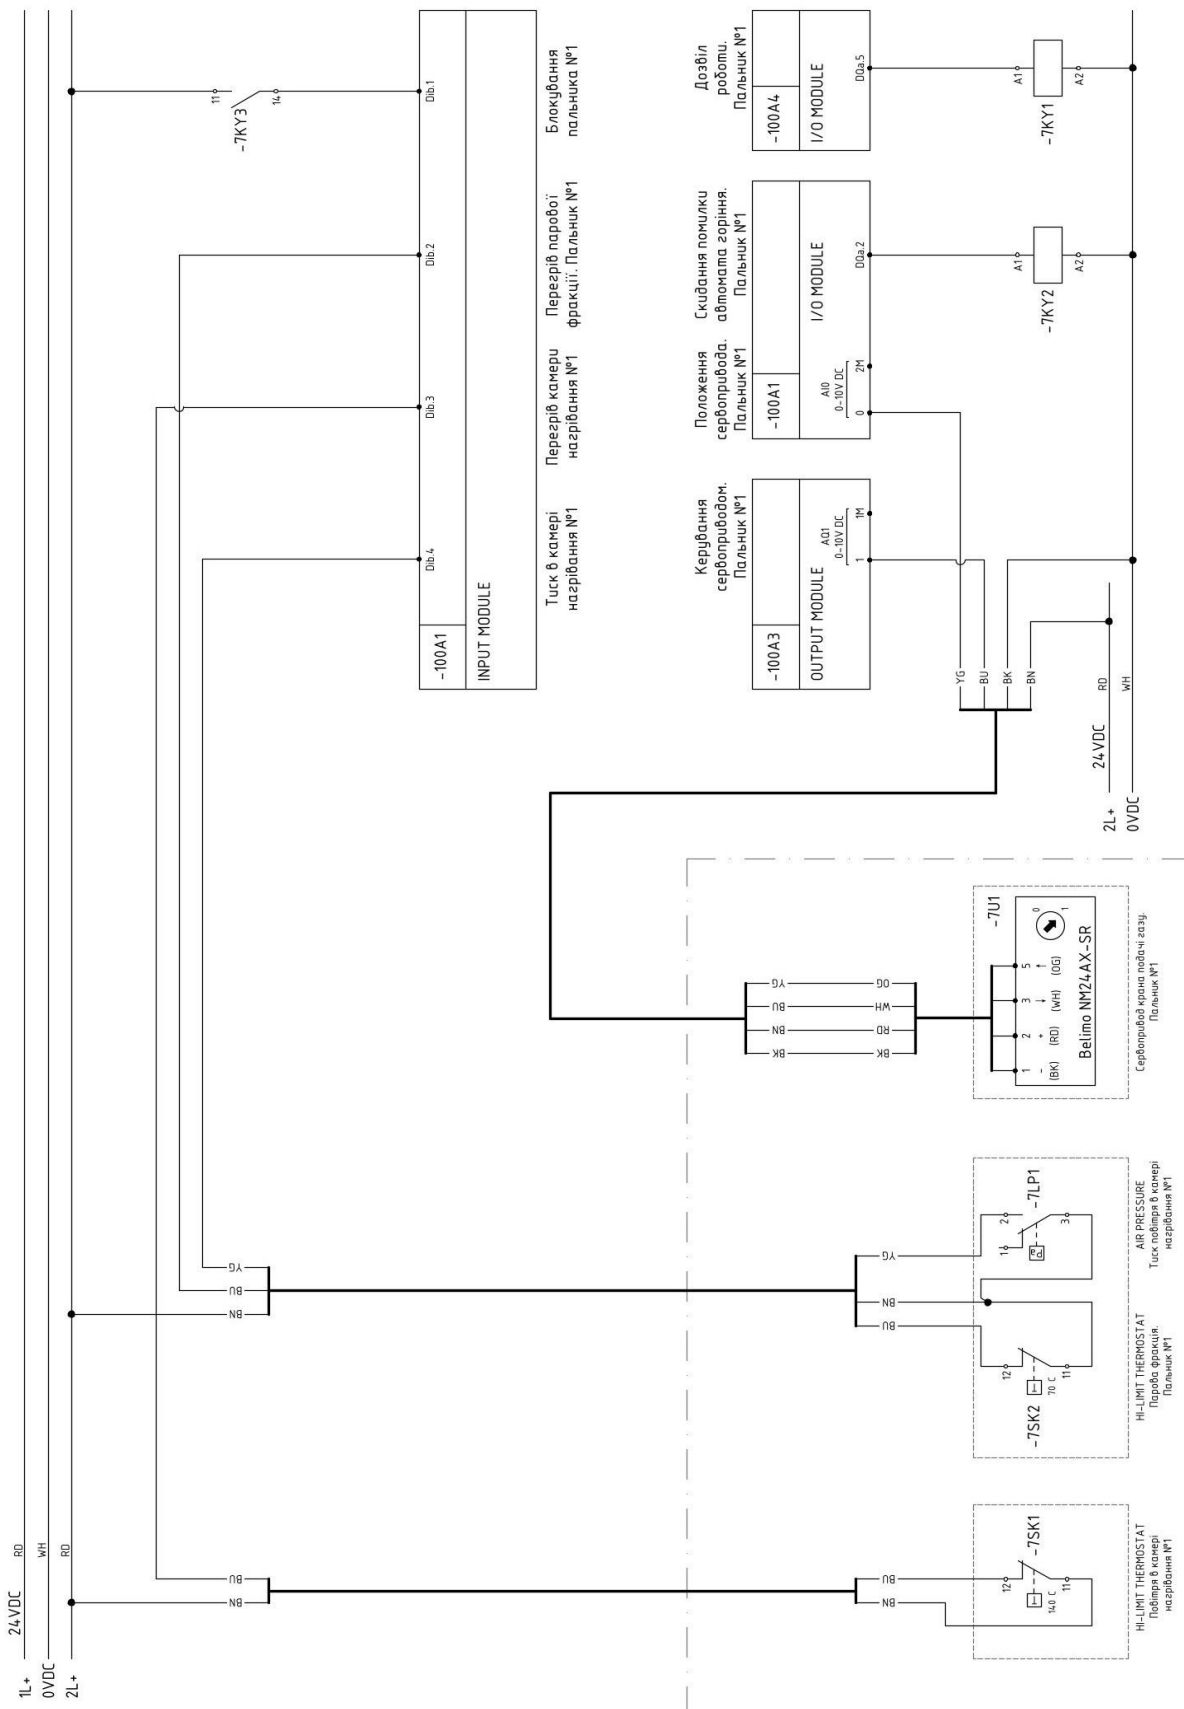 24VDC
1L+
RD
0VDC
WH
2L+
RD
11
14
-7KY3
BN
BU
BN
BU
YG
Dib.4
Dib.3
Dib.2
Dib.1
-100A1
INPUT MODULE
Тиск в камері
нагрівання №1
Перегрів камери
нагрівання №1
Перегрів парової
фракції. Пальник №1
Блокування
пальника №1
Керування
сервоприводом.
Пальник №1
Положення
сервопривода.
Пальник №1
Скидання помилки
автомата горіння.
Пальник №1
Дозвіл
роботи.
Пальник №1
-100A3
OUTPUT MODULE
AQ1
0-10V DC
1
1M
-100A1
I/O MODULE
AI0
0-10V DC
0
2M
DQa.2
-100A4
I/O MODULE
DQa.5
BK
BN
BU
YG
BK
RD
WH
OG
YG
BU
BK
BN
A1
A2
-7KY2
A1
A2
-7KY1
24VDC
2L+
RD
0VDC
WH
BN
BU
BU
BN
YG
12
11
140 C
-7SK1
12
11
70 C
-7SK2
1
2
3
Pa
-7LP1
-7U1
1
2
3
5
-
+
↓
↑
(BK)
(RD)
(WH)
(OG)
0
1
Belimo NM24AX-SR
HI-LIMIT THERMOSTAT
Повітря в камері
нагрівання №1
HI-LIMIT THERMOSTAT
Парова фракція.
Пальник №1
AIR PRESSURE
Тиск повітря в камері
нагрівання №1
Сервопривод крана подачі газу.
Пальник №1